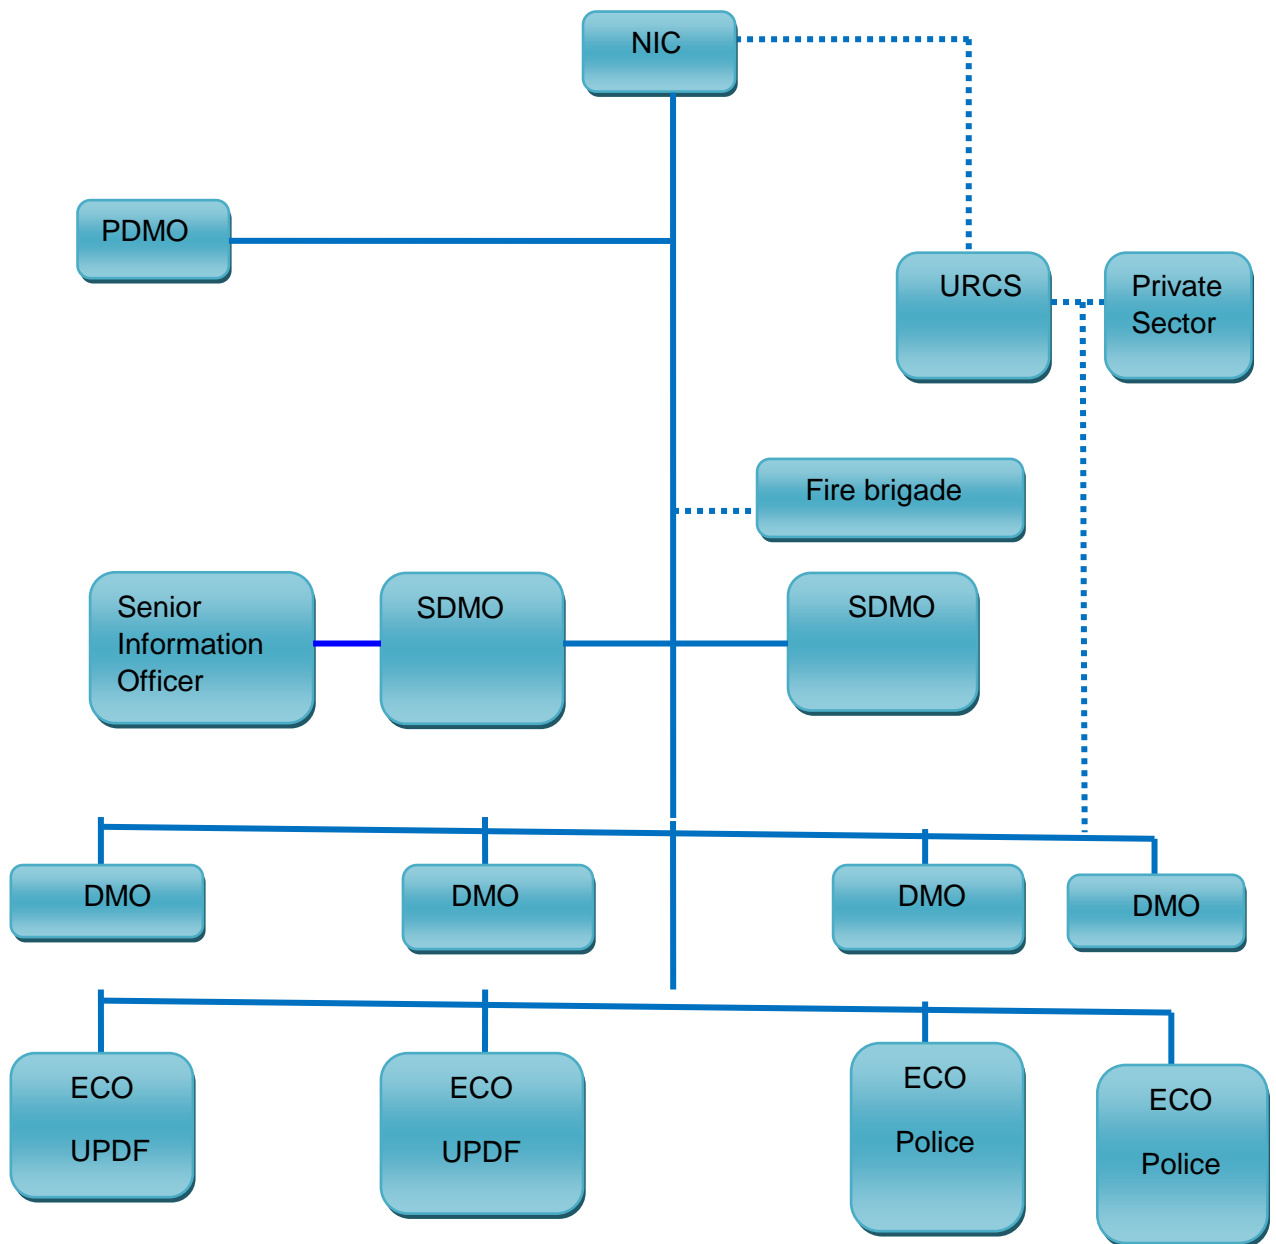 NIC
PDMO
URCS
Private
Sector
Fire brigade
Senior
Information
Officer
SDMO
SDMO
DMO
DMO
DMO
DMO
ECO
UPDF
ECO
UPDF
ECO
Police
ECO
Police